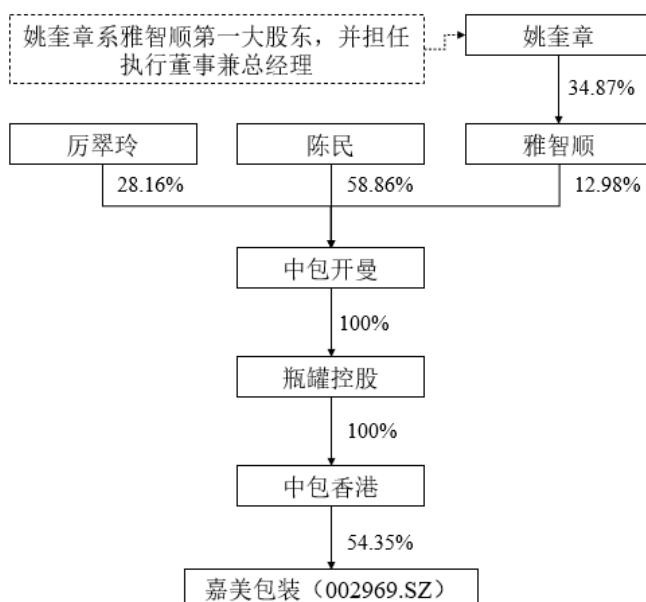 姚奎章系雅智顺第一大股东，并担任
执行董事兼总经理
姚奎章
34.87%
厉翠玲
陈民
雅智顺
28.16%
58.86%
12.98%
中包开曼
100%
瓶罐控股
100%
中包香港
54.35%
嘉美包装（002969.SZ）